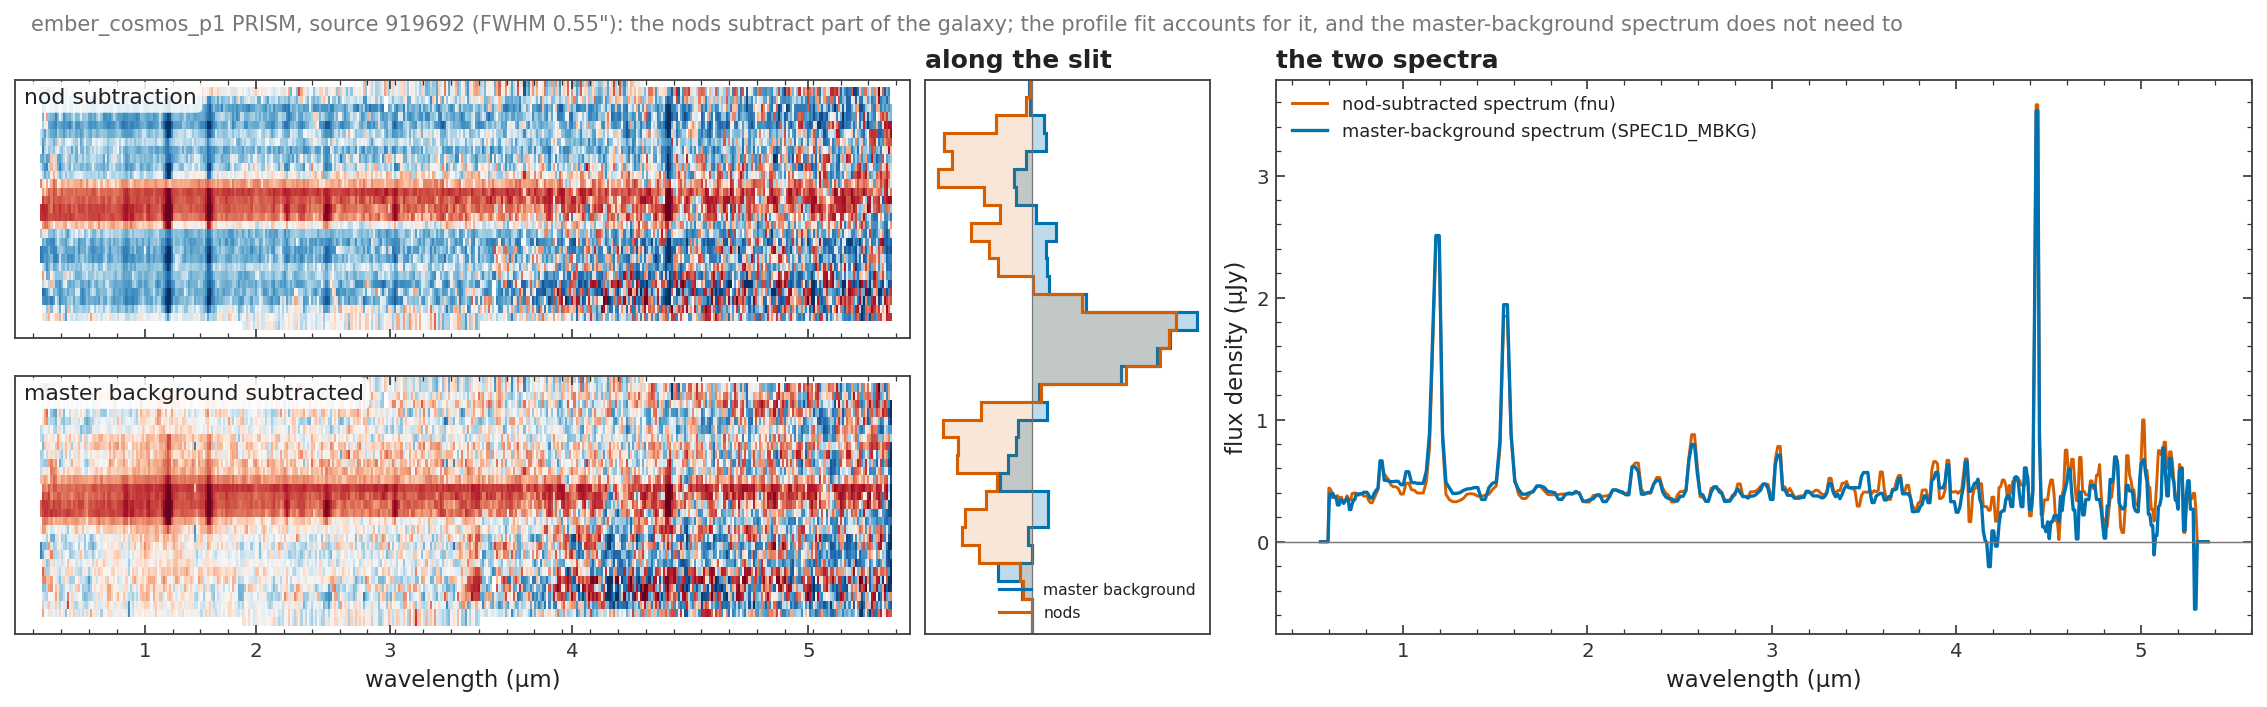 ember_cosmos_p1 PRISM, source 919692 (FWHM 0.55"): the nods subtract part of the galaxy; the profile fit accounts for it, and the master-background spectrum does not need to
nod subtraction
master background subtracted
1 2 3 4 5
wavelength (μm)
along the slit
master background
nods
the two spectra
nod-subtracted spectrum (fnu)
master-background spectrum (SPEC1D_MBKG)
flux density (μJy)
3
2
1
0
1 2 3 4 5
wavelength (μm)